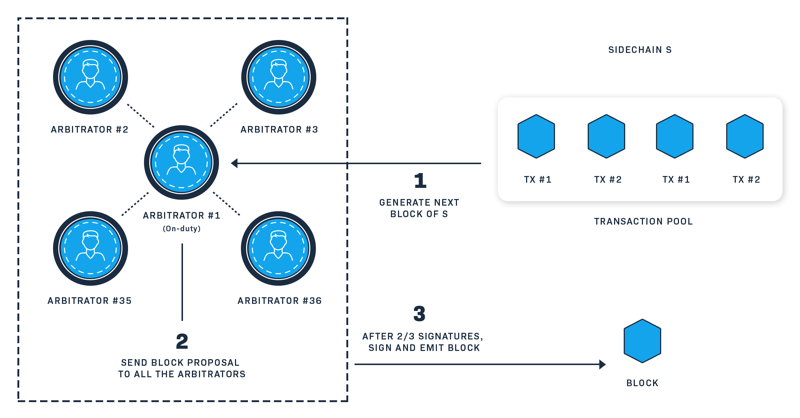 SIDECHAIN S
ARBITRATOR #2
ARBITRATOR #3
TX #1
TX #2
TX #1
TX #2
1
GENERATE NEXT
BLOCK OF S
ARBITRATOR #1
(On-duty)
TRANSACTION POOL
ARBITRATOR #35
ARBITRATOR #36
2
SEND BLOCK PROPOSAL
TO ALL THE ARBITRATORS
3
AFTER 2/3 SIGNATURES,
SIGN AND EMIT BLOCK
BLOCK